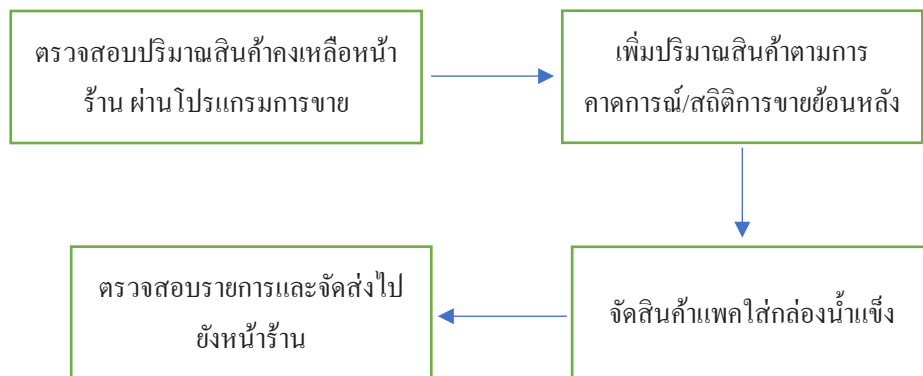 ตรวจสอบปริมาณสินค้าคงเหลือหน้า
ร้าน ผ่านโปรแกรมการขาย
เพิ่มปริมาณสินค้าตามการ
คาดการณ์/สถิติการขายย้อนหลัง
จัดสินค้าแพคใส่กล่องน้ำแข็ง
ตรวจสอบรายการและจัดส่งไป
ยังหน้าร้าน